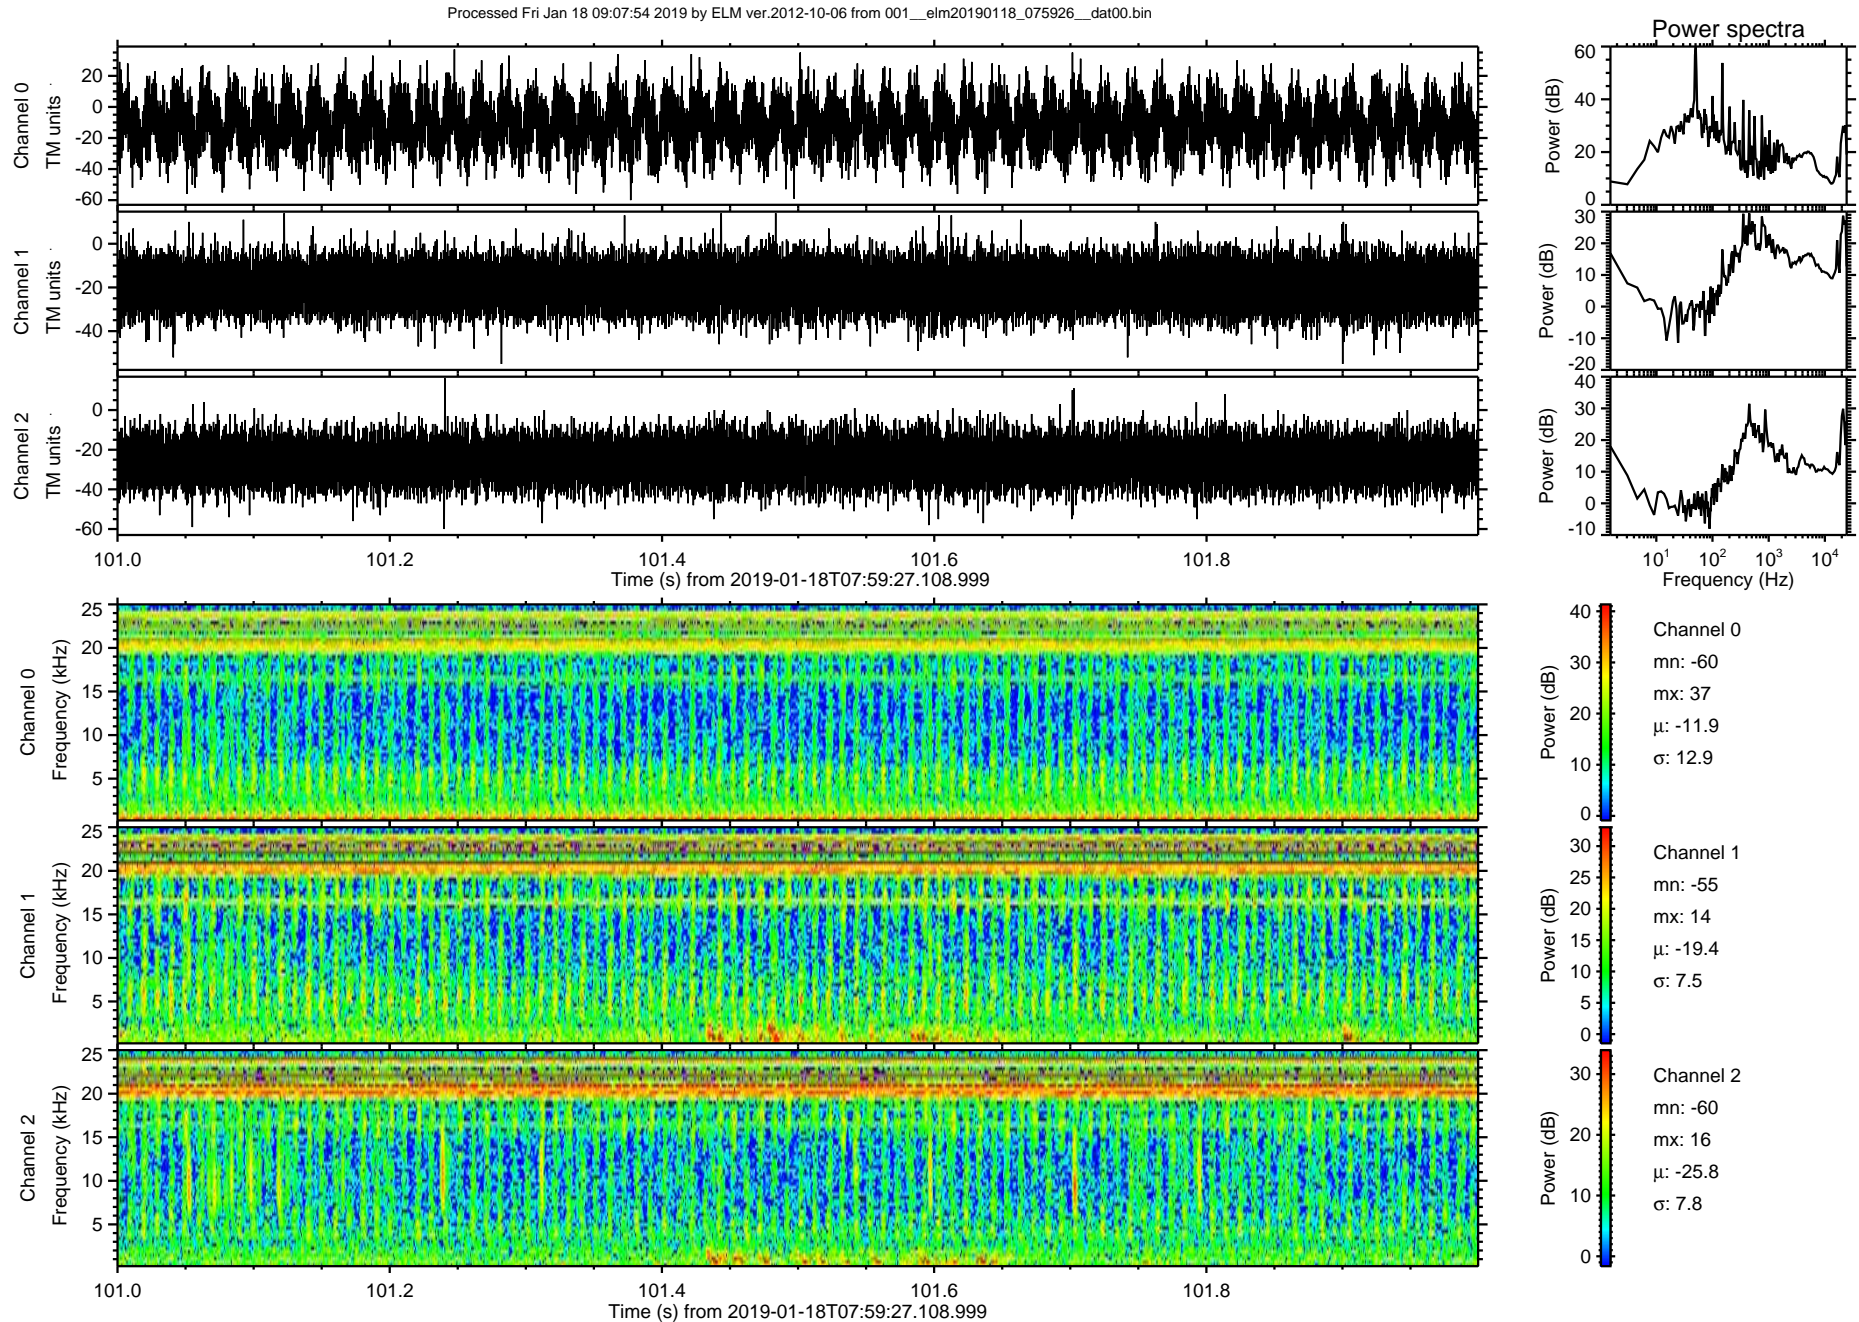 Processed Fri Jan 18 09:07:54 2019 by ELM ver.2012-10-06 from 001__elm20190118_075926__dat00.bin
Power spectra
Channel 0
TM units
20
0
-20
-40
-60
Power (dB)
60
40
20
0
Channel 1
TM units
0
-20
-40
Power (dB)
30
20
10
0
-10
-20
Channel 2
TM units
0
-20
-40
-60
Power (dB)
40
30
20
10
0
-10
101.0 101.2 101.4 101.6 101.8
Time (s) from 2019-01-18T07:59:27.108.999
10^1 10^2 10^3 10^4
Frequency (Hz)
Channel 0
Frequency (kHz)
25
20
15
10
5
Power (dB)
40
30
20
10
0
Channel 0
mn: -60
mx: 37
μ: -11.9
σ: 12.9
Channel 1
Frequency (kHz)
25
20
15
10
5
Power (dB)
30
25
20
15
10
5
0
Channel 1
mn: -55
mx: 14
μ: -19.4
σ: 7.5
Channel 2
Frequency (kHz)
25
20
15
10
5
Power (dB)
30
20
10
0
Channel 2
mn: -60
mx: 16
μ: -25.8
σ: 7.8
101.0 101.2 101.4 101.6 101.8
Time (s) from 2019-01-18T07:59:27.108.999